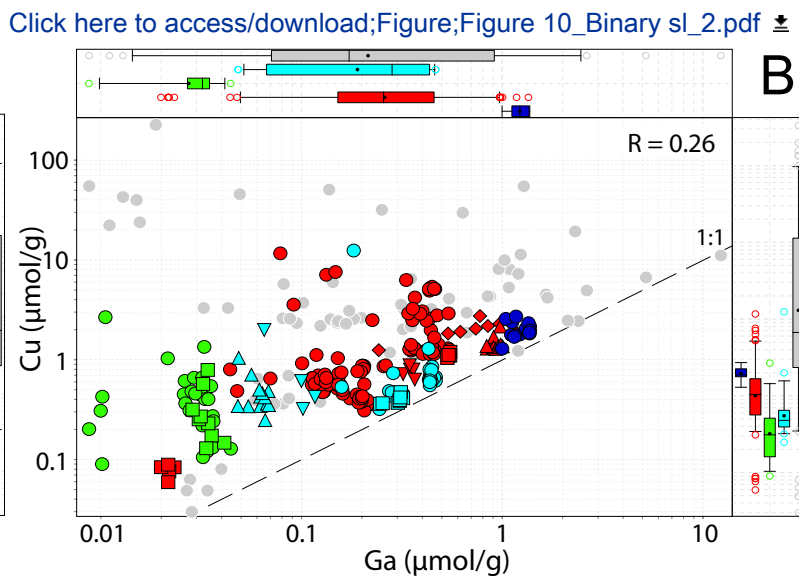 Click here to access/download;Figure;Figure 10_Binary sl_2.pdf
B
R = 0.26
1:1
100
10
1
0.1
Cu (μmol/g)
0.01
0.1
1
10
Ga (μmol/g)